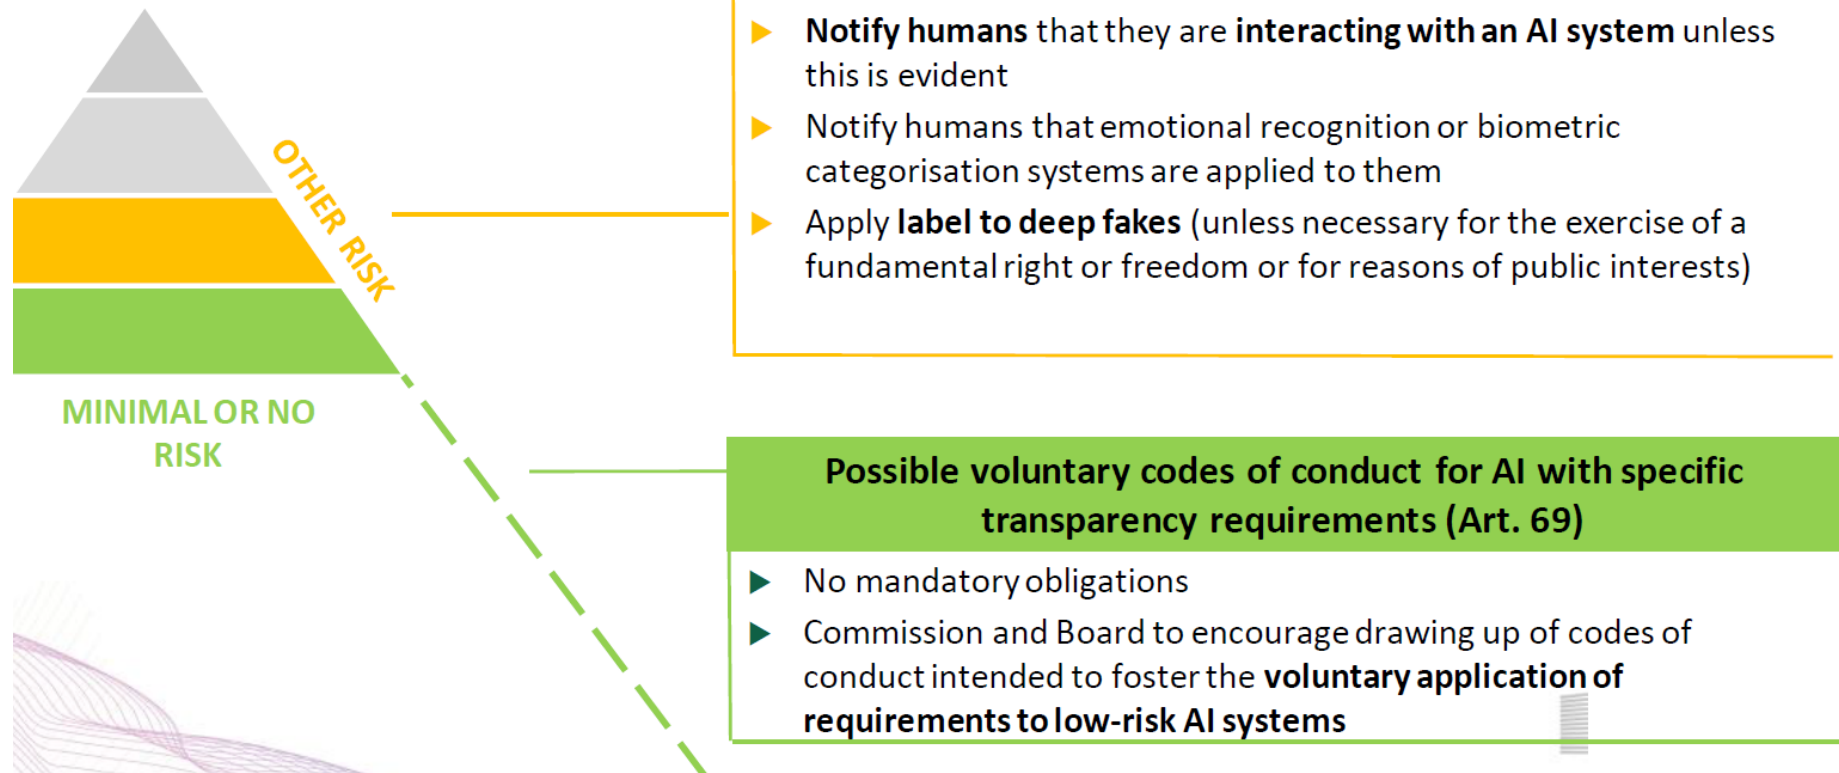 Notify humans that they are interacting with an AI system unless
this is evident
Notify humans that emotional recognition or biometric
categorisation systems are applied to them
Apply label to deep fakes (unless necessary for the exercise of a
fundamental right or freedom or for reasons of public interests)
OTHER RISK
MINIMAL OR NO
RISK
Possible voluntary codes of conduct for AI with specific
transparency requirements (Art. 69)
No mandatory obligations
Commission and Board to encourage drawing up of codes of
conduct intended to foster the voluntary application of
requirements to low-risk AI systems